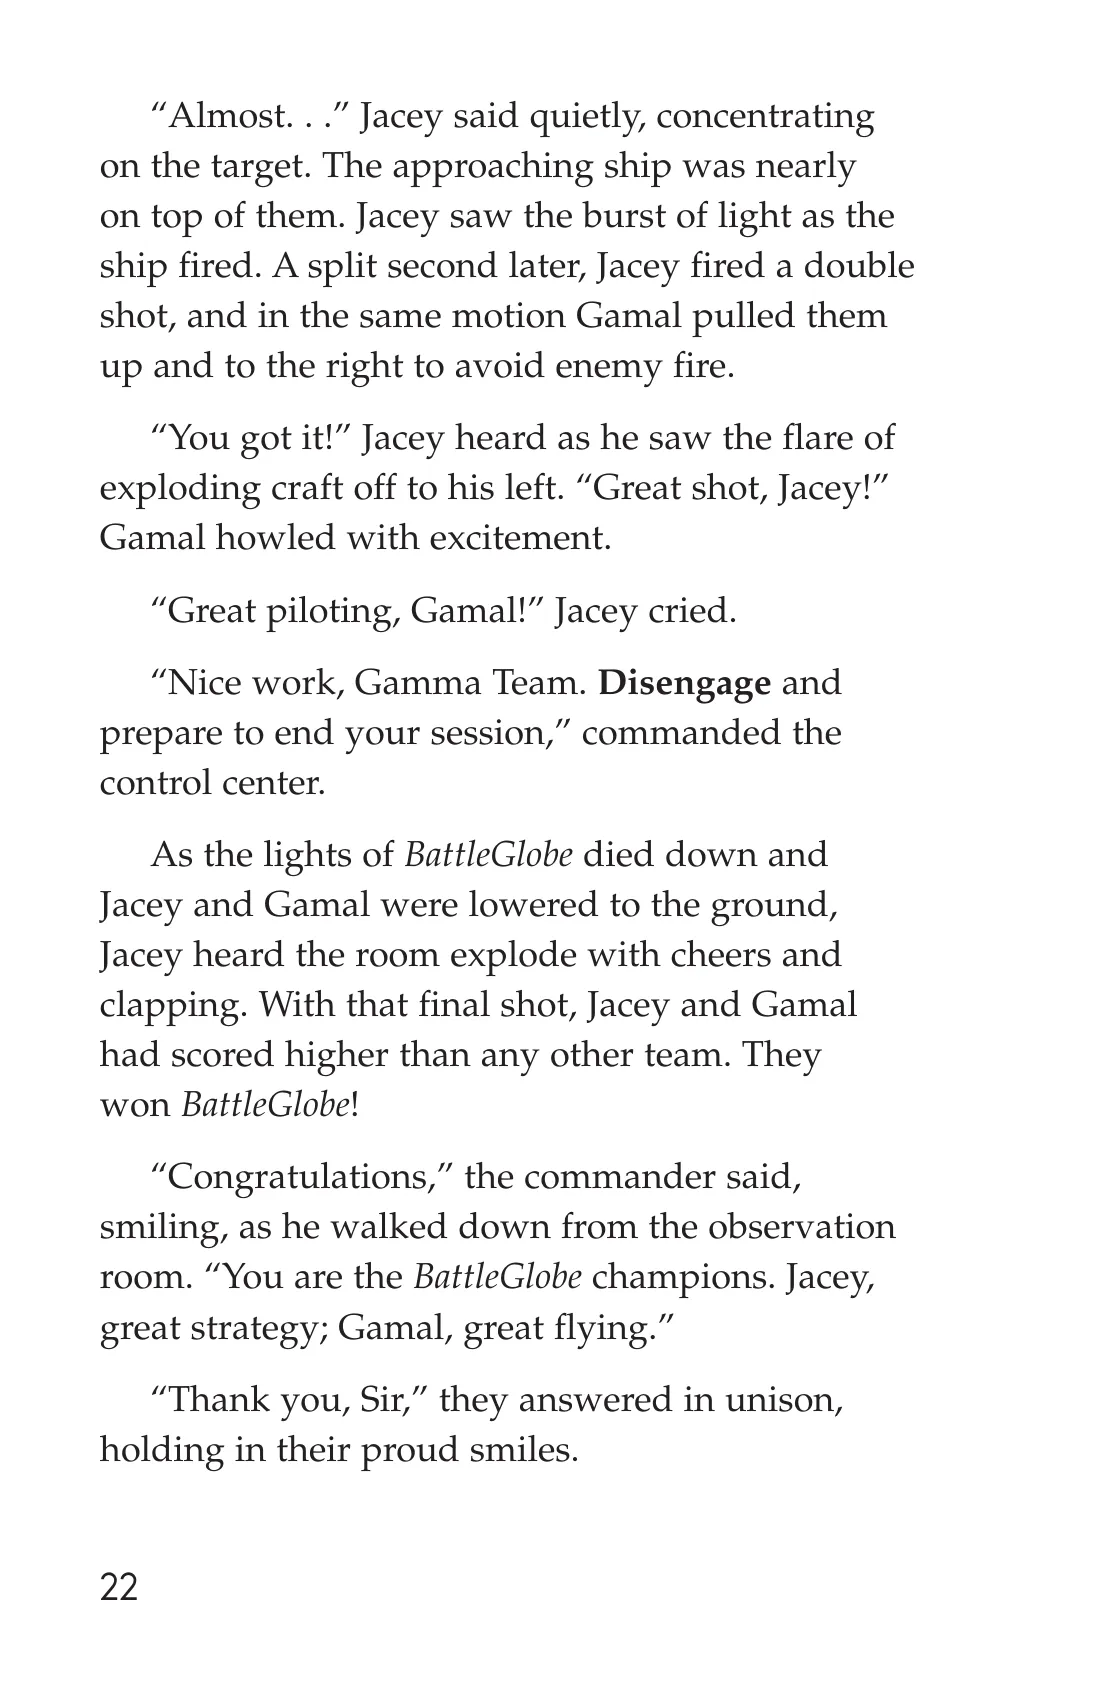 “Almost. . .” Jacey said quietly, concentrating
on the target. The approaching ship was nearly
on top of them. Jacey saw the burst of light as the
ship fired. A split second later, Jacey fired a double
shot, and in the same motion Gamal pulled them
up and to the right to avoid enemy fire.
“You got it!” Jacey heard as he saw the flare of
exploding craft off to his left. “Great shot, Jacey!”
Gamal howled with excitement.
“Great piloting, Gamal!” Jacey cried.
“Nice work, Gamma Team. Disengage and
prepare to end your session,” commanded the
control center.
As the lights of BattleGlobe died down and
Jacey and Gamal were lowered to the ground,
Jacey heard the room explode with cheers and
clapping. With that final shot, Jacey and Gamal
had scored higher than any other team. They
won BattleGlobe!
“Congratulations,” the commander said,
smiling, as he walked down from the observation
room. “You are the BattleGlobe champions. Jacey,
great strategy; Gamal, great flying.”
“Thank you, Sir,” they answered in unison,
holding in their proud smiles.
22